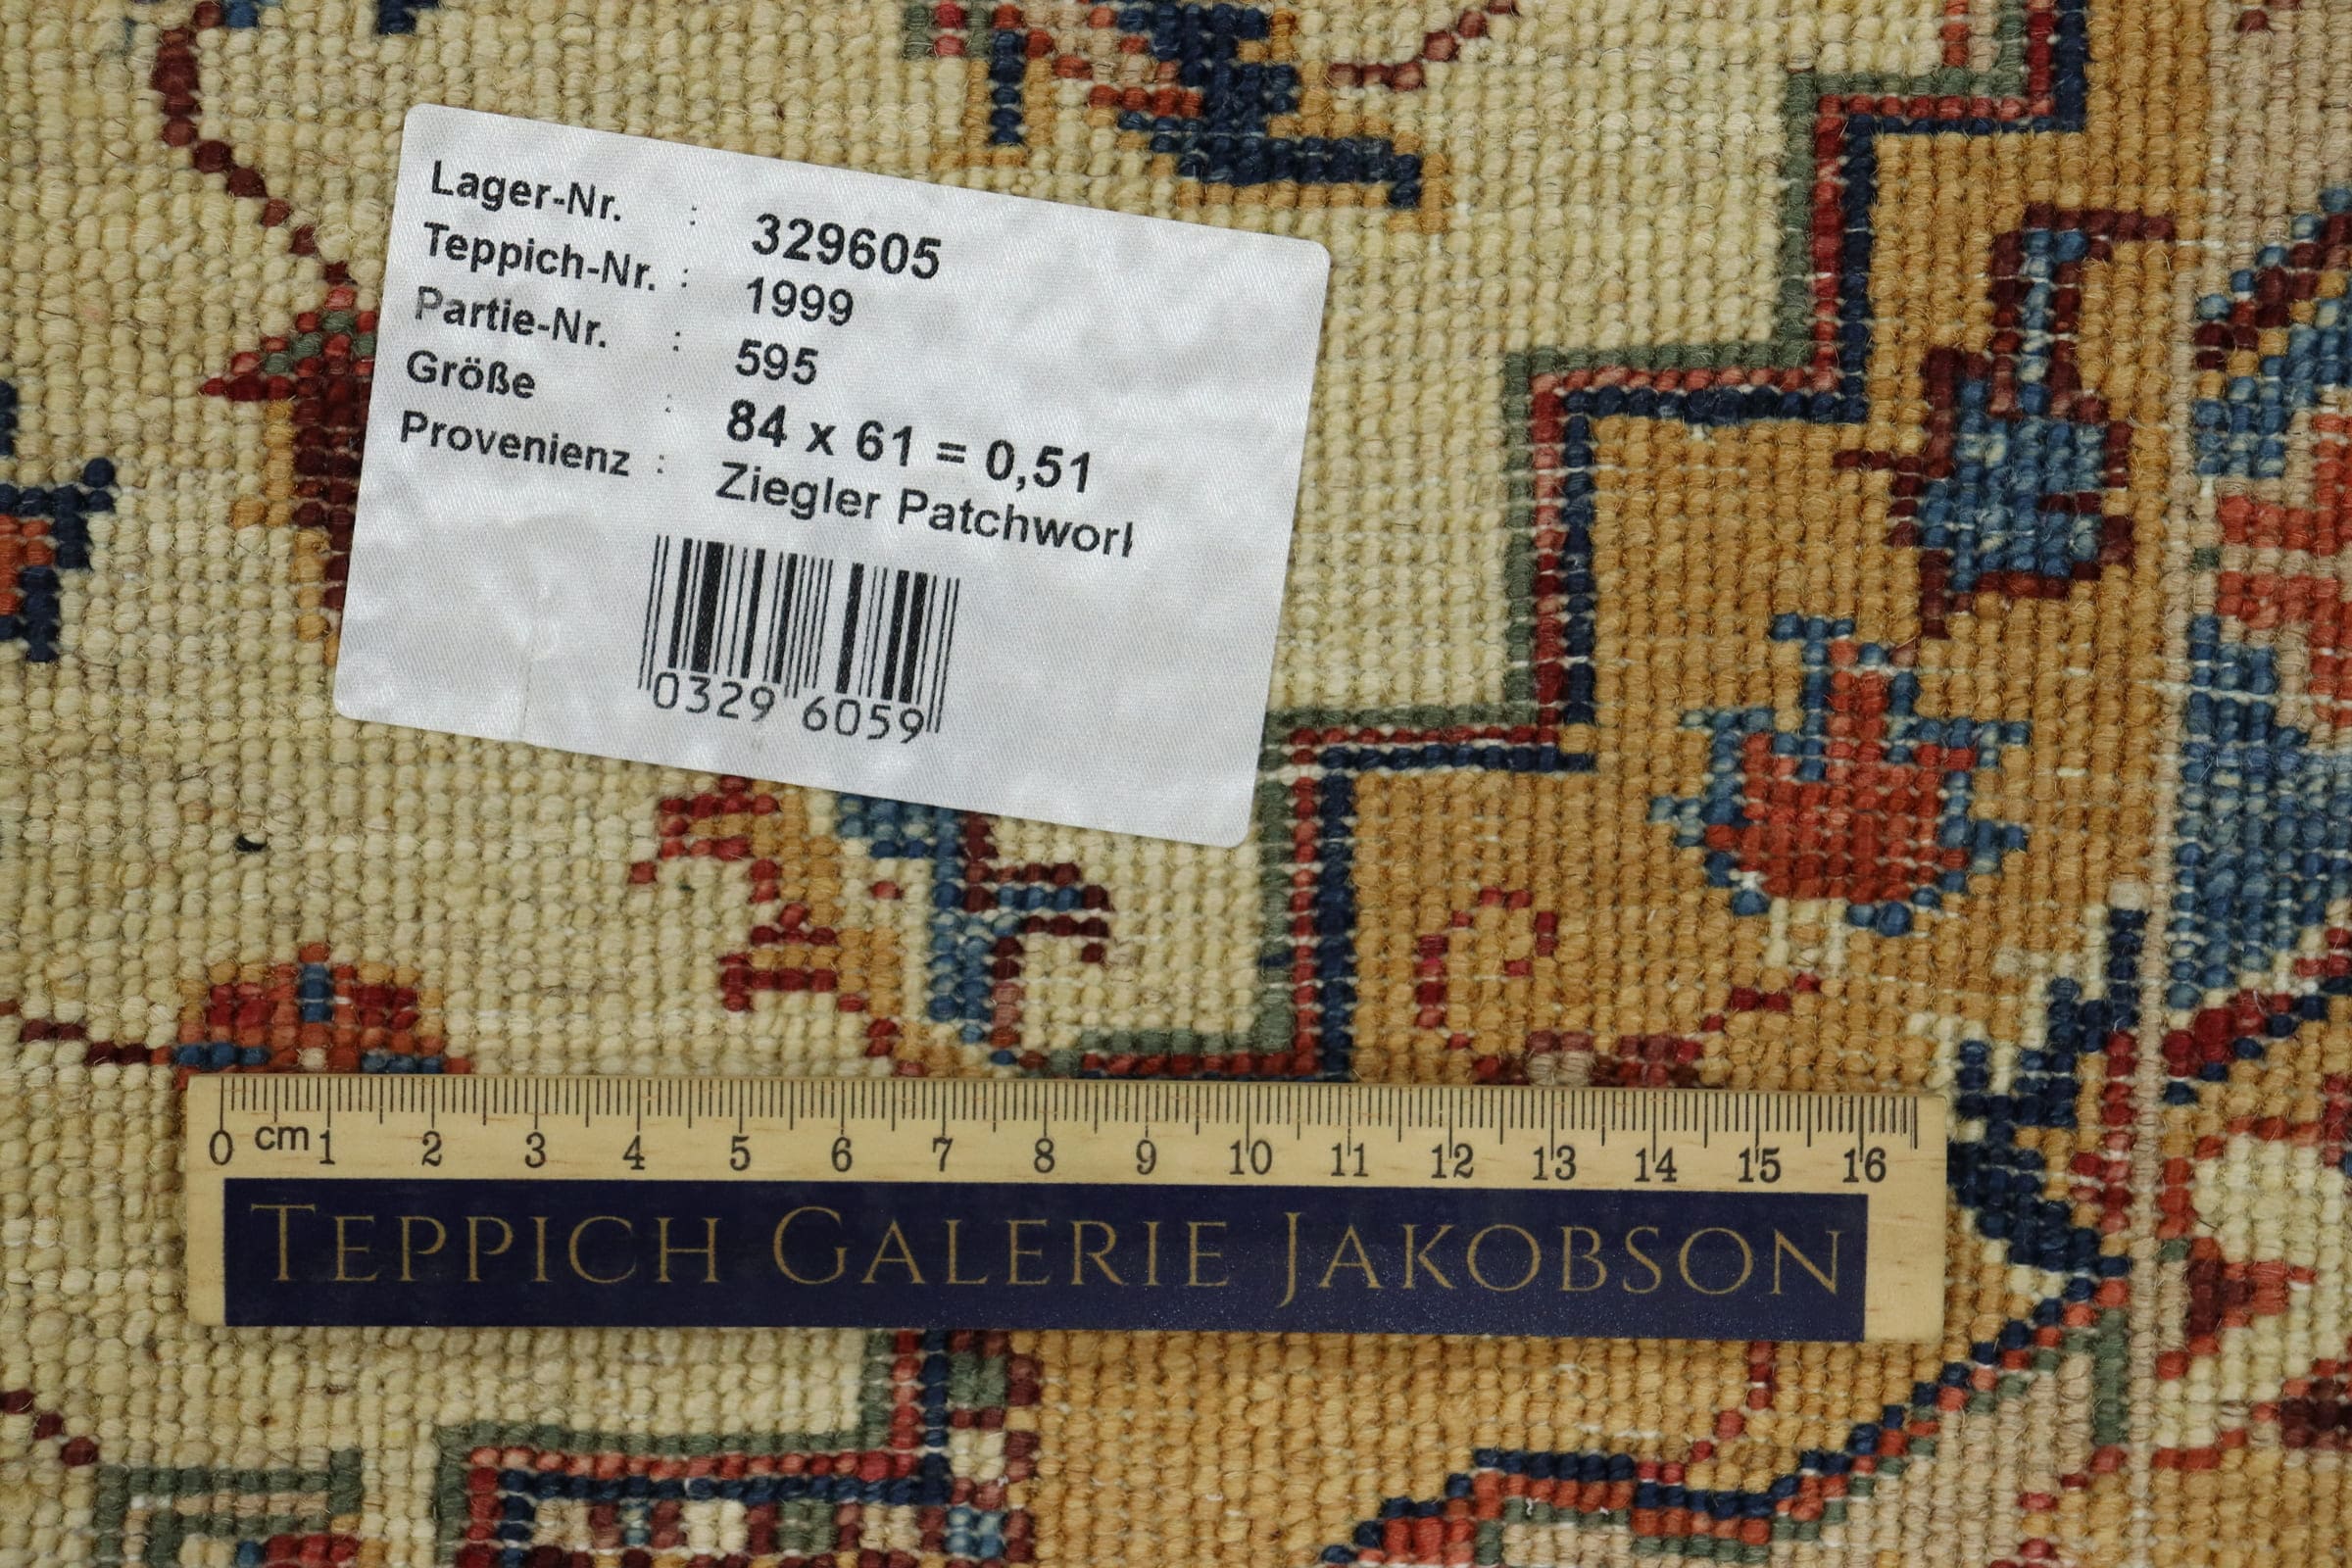 Lager-Nr. : 329605
Teppich-Nr. : 1999
Partie-Nr. : 595
Größe : 84 x 61 = 0,51
Provenienz : Ziegler Patchwork
0329 6059
0 cm 1 2 3 4 5 6 7 8 9 10 11 12 13 14 15 16
TEPPICH GALERIE JAKOBSON